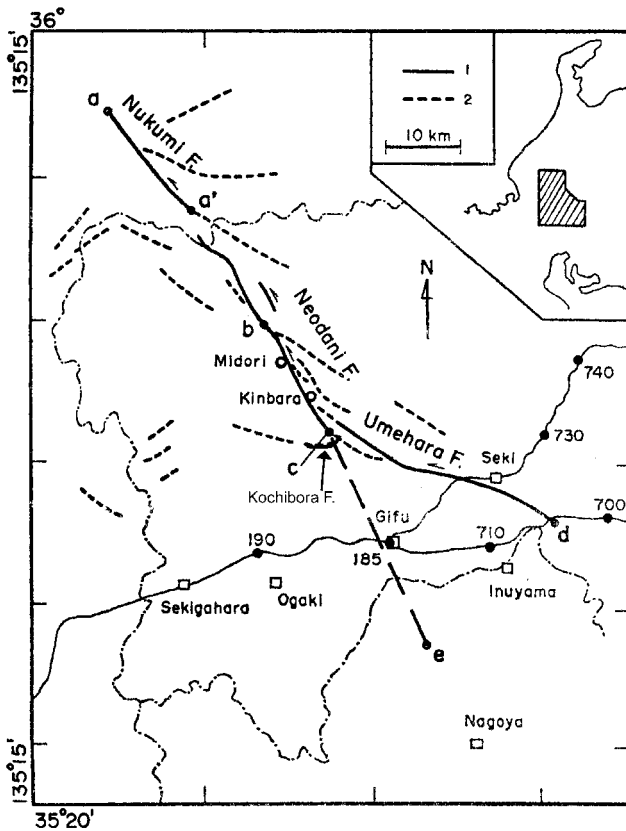 36°
135°15'
a
Nukumi F.
a'
1
2
10 km
N
b
Neodani F.
Midori
Kinbara
740
Umehara F.
730
c
Seki
Kochibora F.
Gifu
700
190
185
710
d
Sekigahara
Ogaki
Inuyama
e
Nagoya
135°15'
35°20'